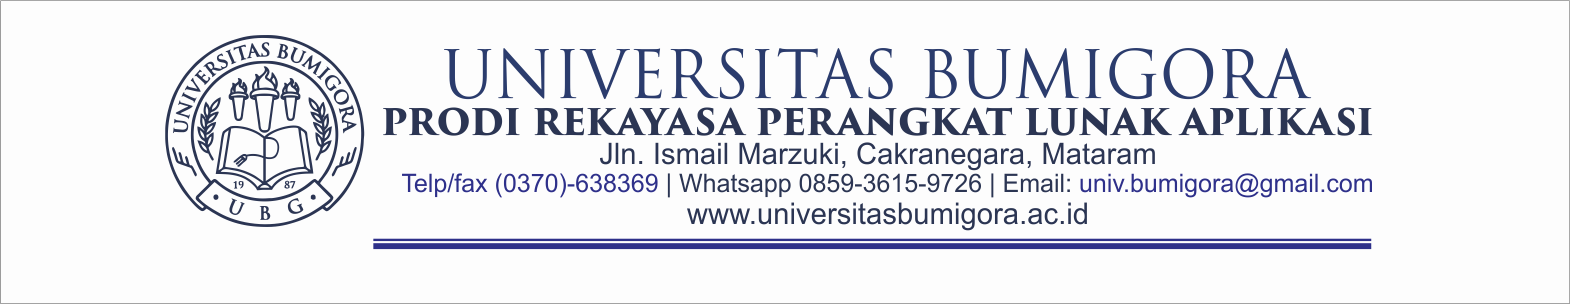 UNIVERSITAS BUMIGORA
19 87
• U B G •
UNIVERSITAS BUMIGORA
PRODI REKAYASA PERANGKAT LUNAK APLIKASI
Jln. Ismail Marzuki, Cakranegara, Mataram
Telp/fax (0370)-638369 | Whatsapp 0859-3615-9726 | Email: univ.bumigora@gmail.com
www.universitasbumigora.ac.id